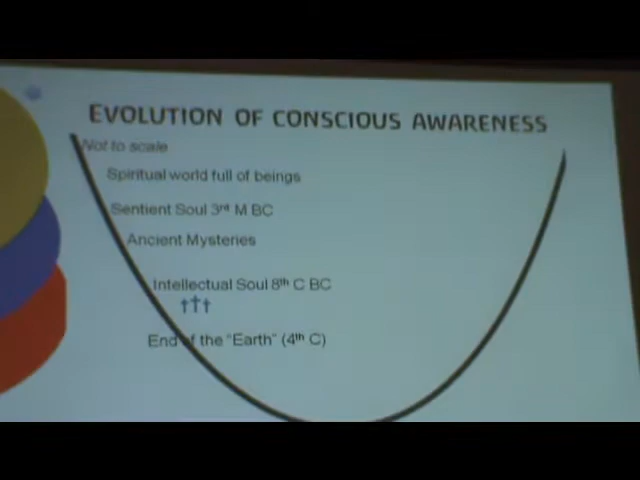 EVOLUTION OF CONSCIOUS AWARENESS
Not to scale
Spiritual world full of beings
Sentient Soul 3rd M BC
Ancient Mysteries
Intellectual Soul 8th C BC
†††
End of the "Earth" (4th C)